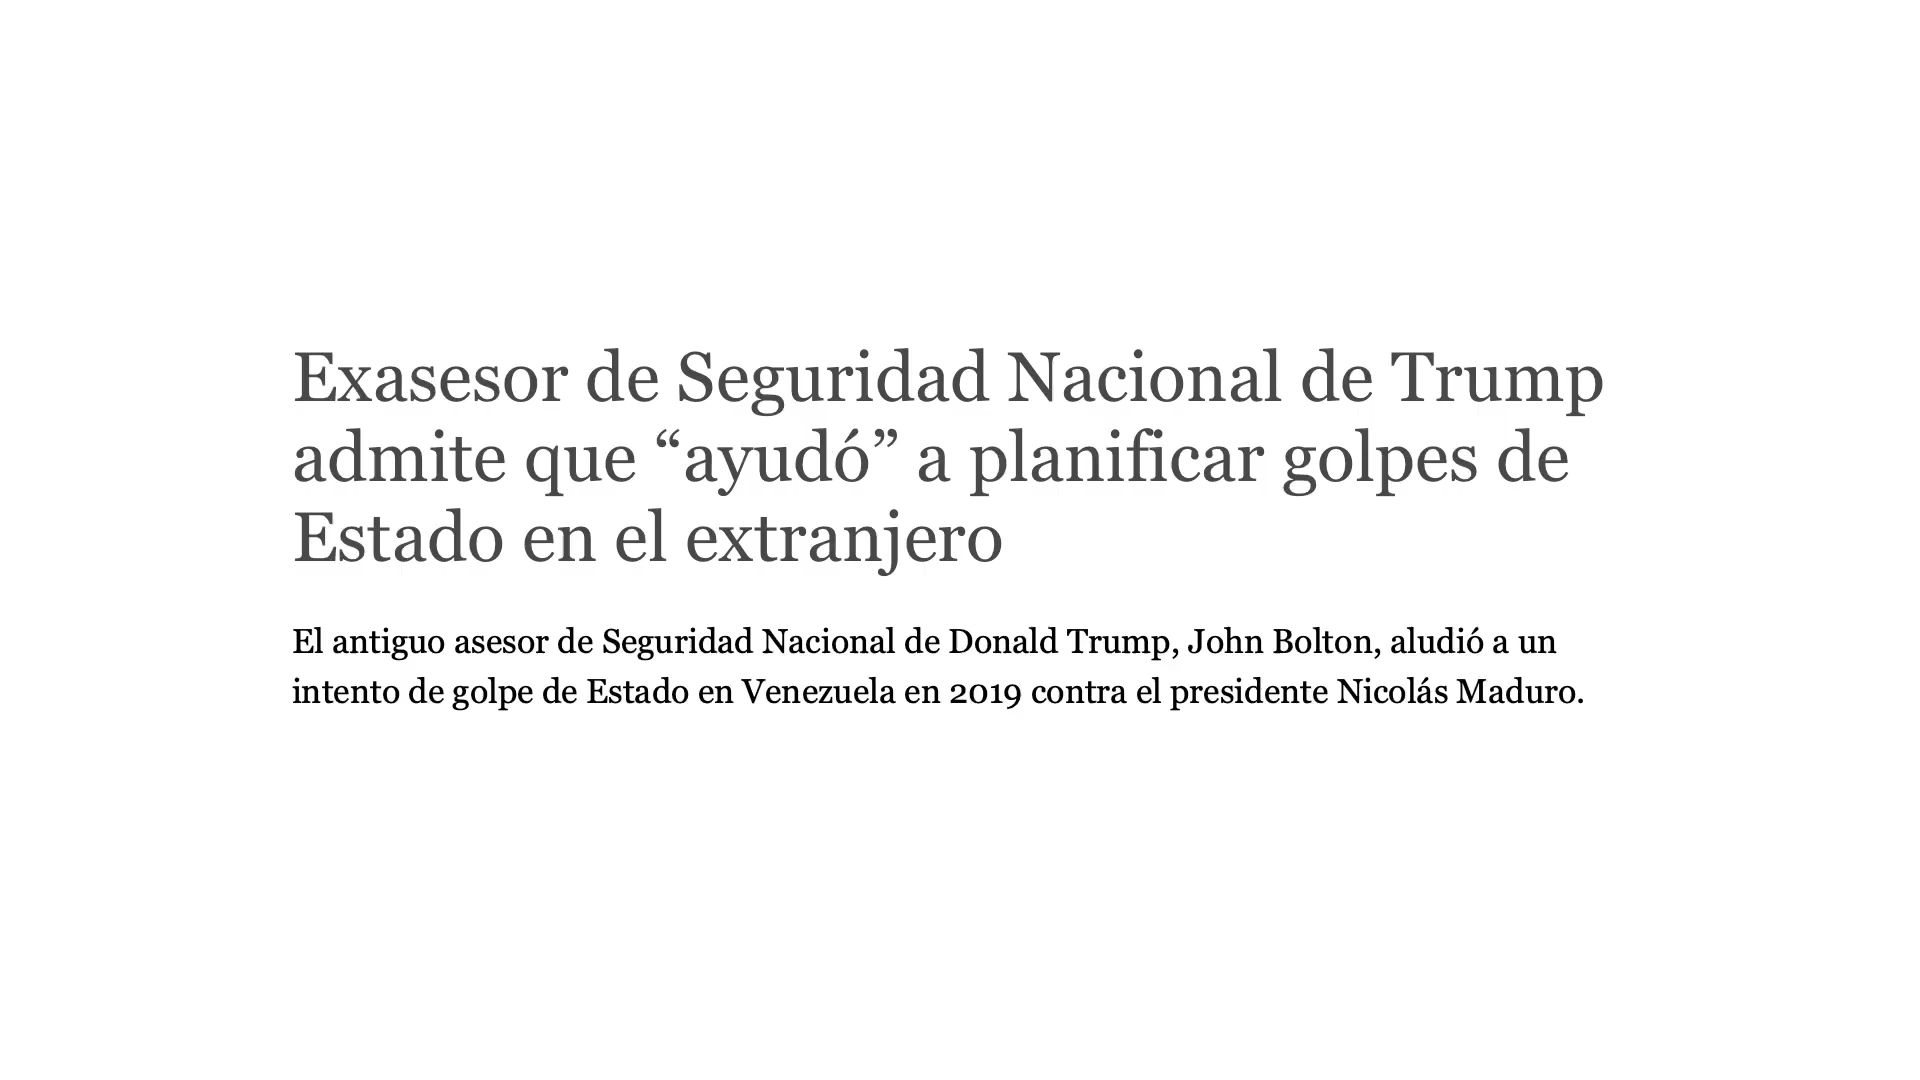 Exasesor de Seguridad Nacional de Trump
admite que “ayudó” a planificar golpes de
Estado en el extranjero
El antiguo asesor de Seguridad Nacional de Donald Trump, John Bolton, aludió a un
intento de golpe de Estado en Venezuela en 2019 contra el presidente Nicolás Maduro.